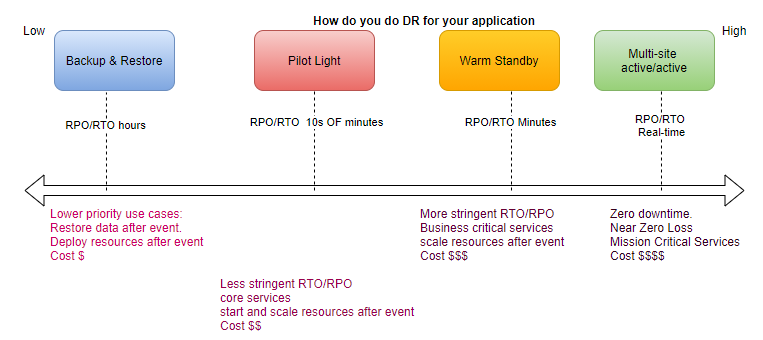 How do you do DR for your application
Low
High
Backup & Restore
Pilot Light
Warm Standby
Multi-site
active/active
RPO/RTO hours
RPO/RTO  10s OF minutes
RPO/RTO Minutes
RPO/RTO
Real-time
Lower priority use cases:
Restore data after event.
Deploy resources after event
Cost $
Less stringent RTO/RPO
core services
start and scale resources after event
Cost $$
More stringent RTO/RPO
Business critical services
scale resources after event
Cost $$$
Zero downtime.
Near Zero Loss
Mission Critical Services
Cost $$$$